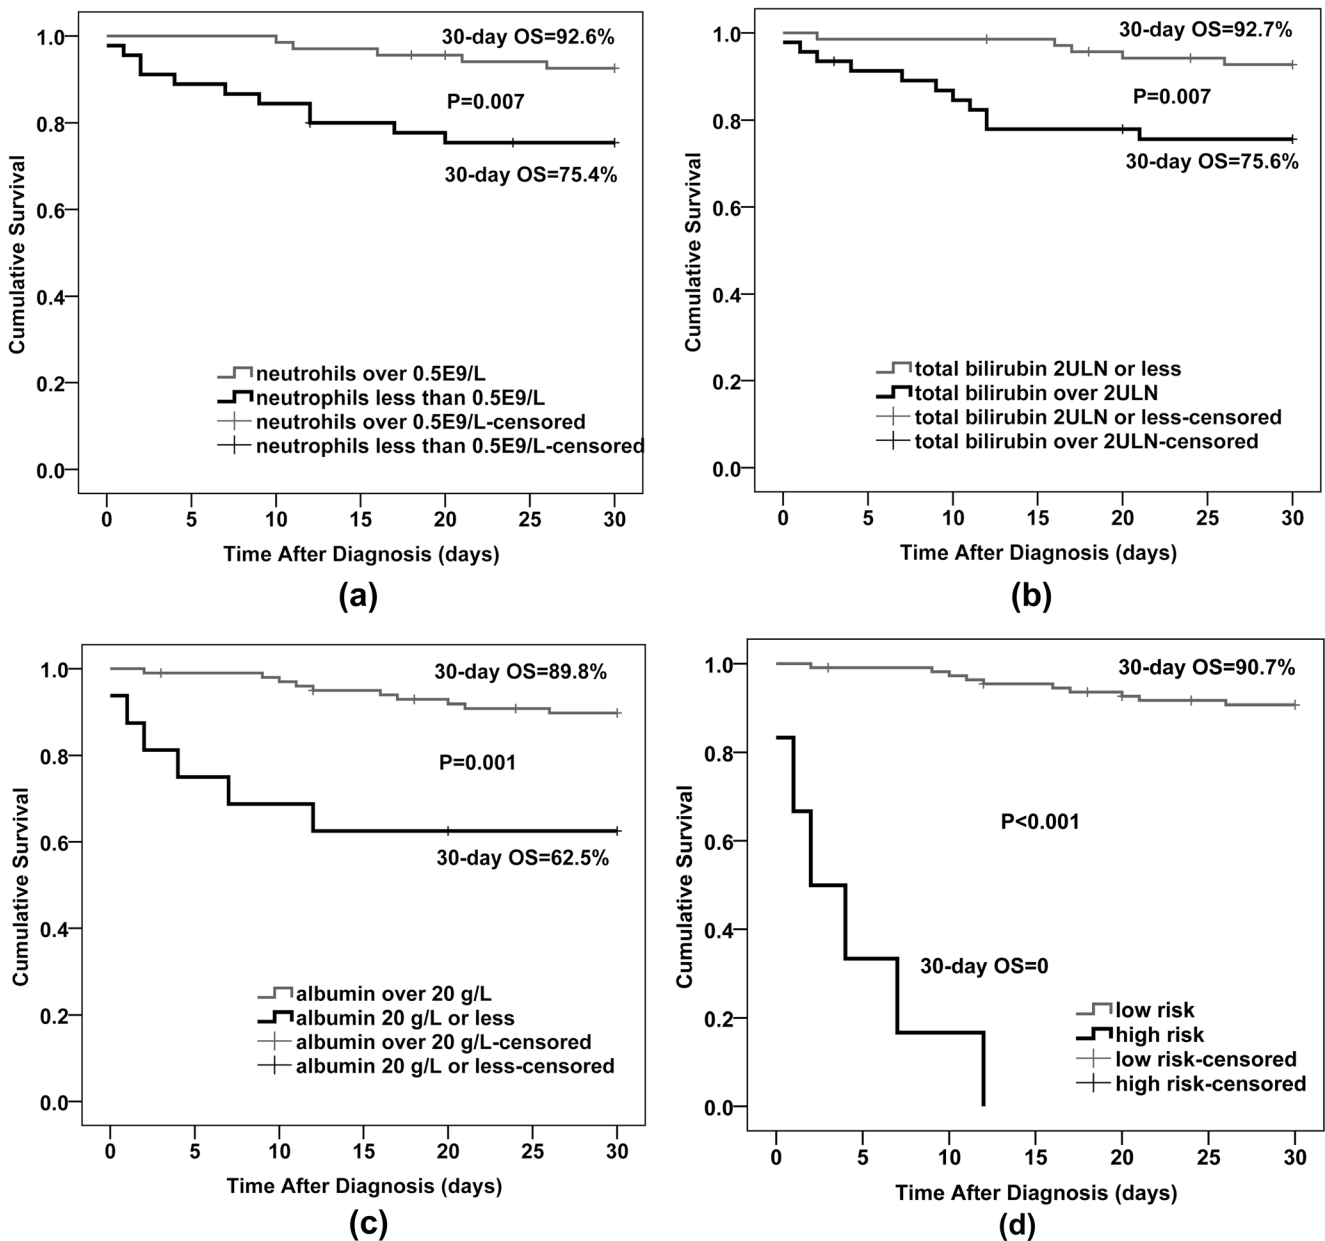 1.0
0.8
0.6
0.4
0.2
0.0
Cumulative Survival
30-day OS=92.6%
P=0.007
30-day OS=75.4%
neutrohils over 0.5E9/L
neutrophils less than 0.5E9/L
neutrohils over 0.5E9/L-censored
neutrophils less than 0.5E9/L-censored
0 5 10 15 20 25 30
Time After Diagnosis (days)
(a)
1.0
0.8
0.6
0.4
0.2
0.0
Cumulative Survival
30-day OS=92.7%
P=0.007
30-day OS=75.6%
total bilirubin 2ULN or less
total bilirubin over 2ULN
total bilirubin 2ULN or less-censored
total bilirubin over 2ULN-censored
0 5 10 15 20 25 30
Time After Diagnosis (days)
(b)
1.0
0.8
0.6
0.4
0.2
0.0
Cumulative Survival
30-day OS=89.8%
P=0.001
30-day OS=62.5%
albumin over 20 g/L
albumin 20 g/L or less
albumin over 20 g/L-censored
albumin 20 g/L or less-censored
0 5 10 15 20 25 30
Time After Diagnosis (days)
(c)
1.0
0.8
0.6
0.4
0.2
0.0
Cumulative Survival
30-day OS=90.7%
P<0.001
30-day OS=0
low risk
high risk
low risk-censored
high risk-censored
0 5 10 15 20 25 30
Time After Diagnosis (days)
(d)